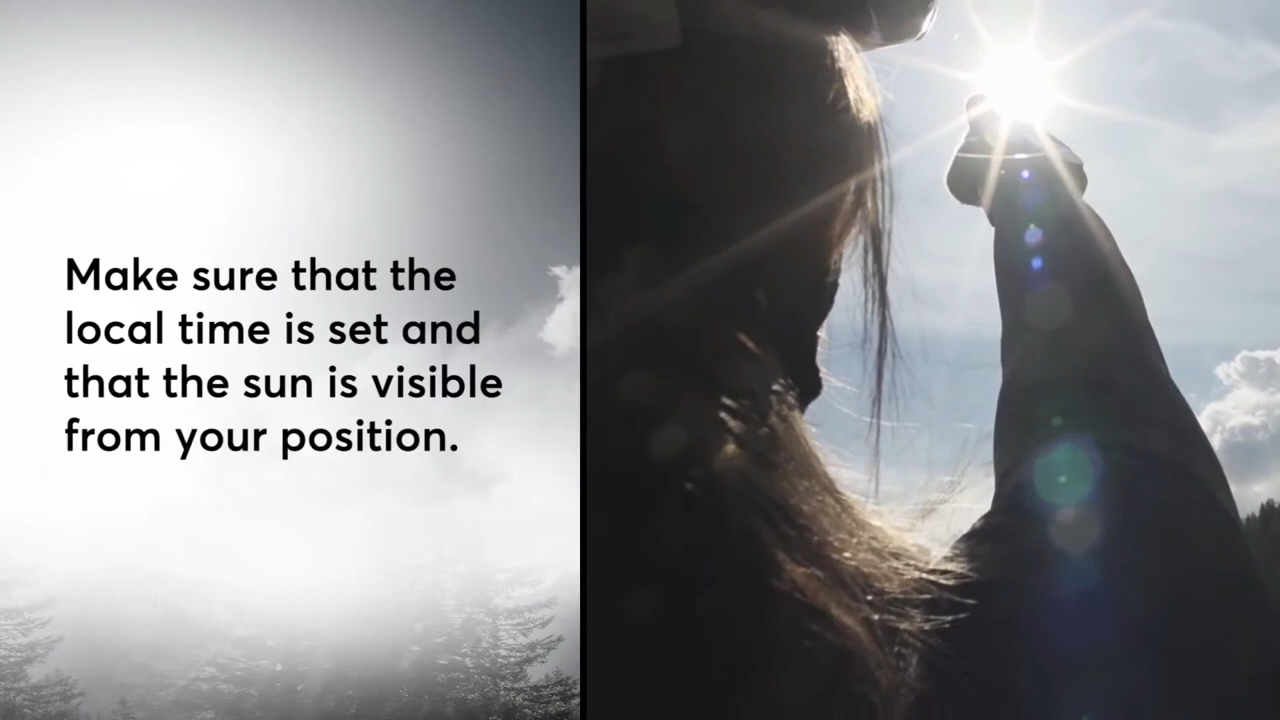 Make sure that the
local time is set and
that the sun is visible
from your position.